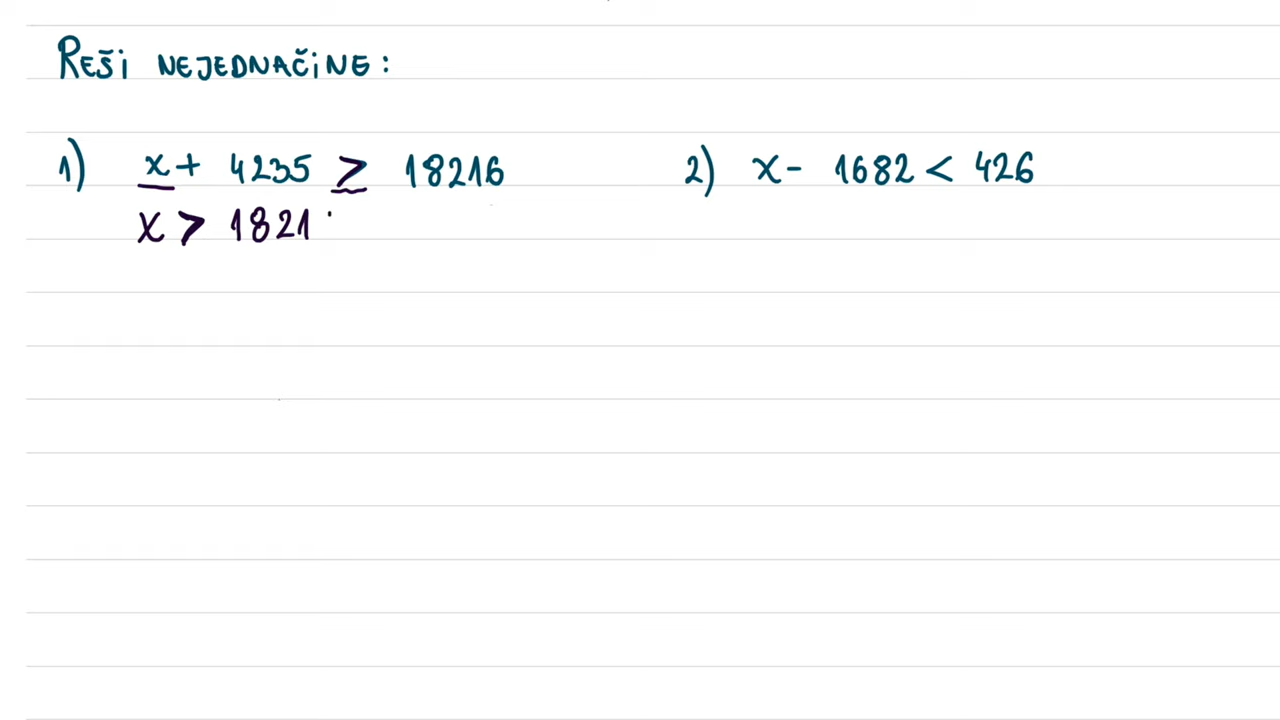 Reši nejednačine:
1) x + 4235 > 18216
x > 1821
2) x - 1682 < 426